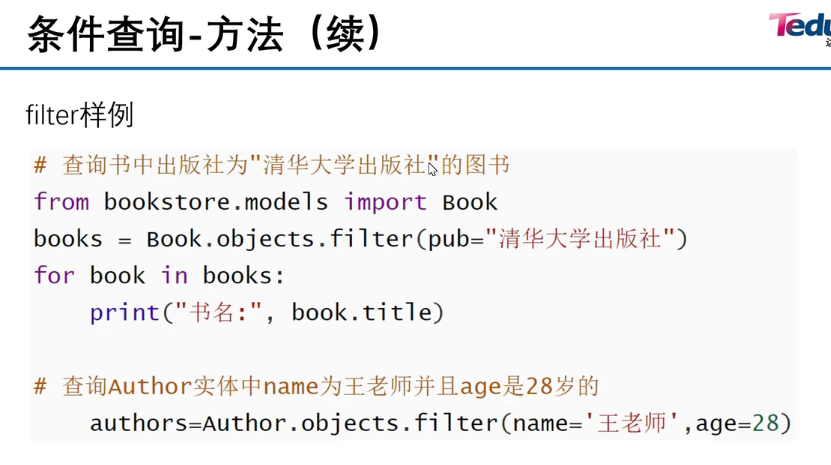 条件查询-方法（续）
Tedu
filter样例
# 查询书中出版社为"清华大学出版社"的图书
from bookstore.models import Book
books = Book.objects.filter(pub="清华大学出版社")
for book in books:
    print("书名:", book.title)
# 查询Author实体中name为王老师并且age是28岁的
    authors=Author.objects.filter(name='王老师',age=28)